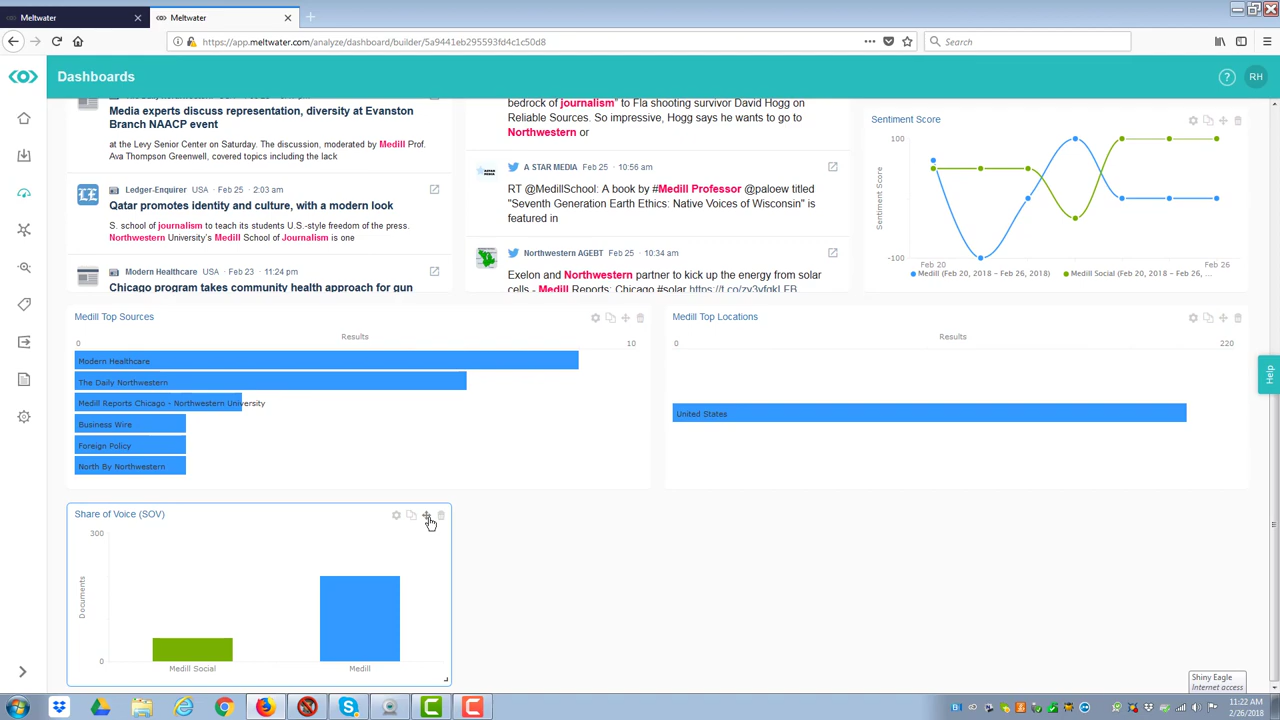 Meltwater
Meltwater
https://app.meltwater.com/analyze/dashboard/builder/5a9441eb295593fd4c1c50d8
Search
Dashboards
RH
Media experts discuss representation, diversity at Evanston
Branch NAACP event
at the Levy Senior Center on Saturday. The discussion, moderated by Medill Prof.
Ava Thompson Greenwell, covered topics including the lack
Ledger-Enquirer USA · Feb 25 · 2:03 am
Qatar promotes identity and culture, with a modern look
S. school of journalism to teach its students U.S.-style freedom of the press.
Northwestern University's Medill School of Journalism is one
Modern Healthcare USA · Feb 23 · 11:24 pm
Chicago program takes community health approach for gun
bedrock of journalism" to Fla shooting survivor David Hogg on
Reliable Sources. So impressive, Hogg says he wants to go to
Northwestern or
A STAR MEDIA Feb 25 · 10:56 am
RT @MedillSchool: A book by #Medill Professor @paloew titled
"Seventh Generation Earth Ethics: Native Voices of Wisconsin" is
featured in
Northwestern AGEBT Feb 25 · 10:34 am
Exelon and Northwestern partner to kick up the energy from solar
cells - Medill Reports: Chicago #solar
Sentiment Score
100
Sentiment Score
-100
Feb 20
Feb 26
Medill (Feb 20, 2018 - Feb 26, 2018)
Medill Social (Feb 20, 2018 - Feb 26, ...
Help
Medill Top Sources
Results
0
10
Modern Healthcare
The Daily Northwestern
Medill Reports Chicago - Northwestern University
Business Wire
Foreign Policy
North By Northwestern
Medill Top Locations
Results
0
220
United States
Share of Voice (SOV)
300
Documents
0
Medill Social
Medill
Shiny Eagle
Internet access
11:22 AM
2/26/2018